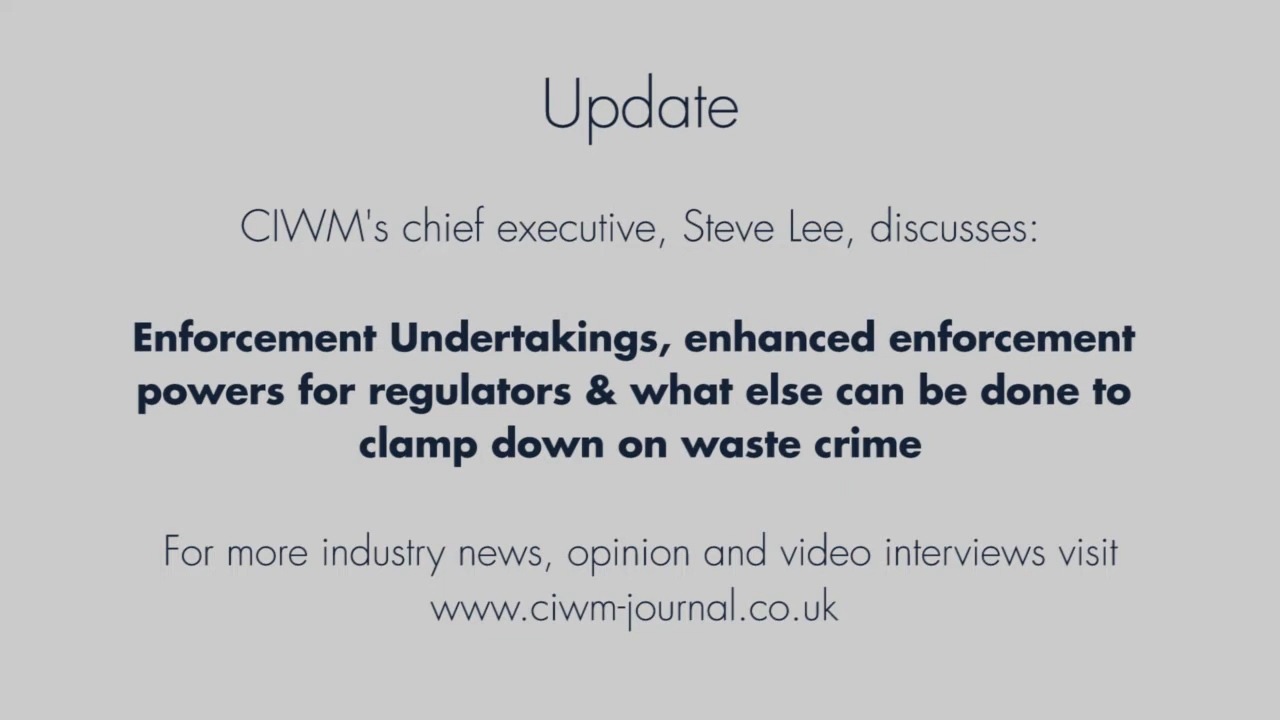 Update
CIWM's chief executive, Steve Lee, discusses:
Enforcement Undertakings, enhanced enforcement
powers for regulators & what else can be done to
clamp down on waste crime
For more industry news, opinion and video interviews visit
www.ciwm-journal.co.uk